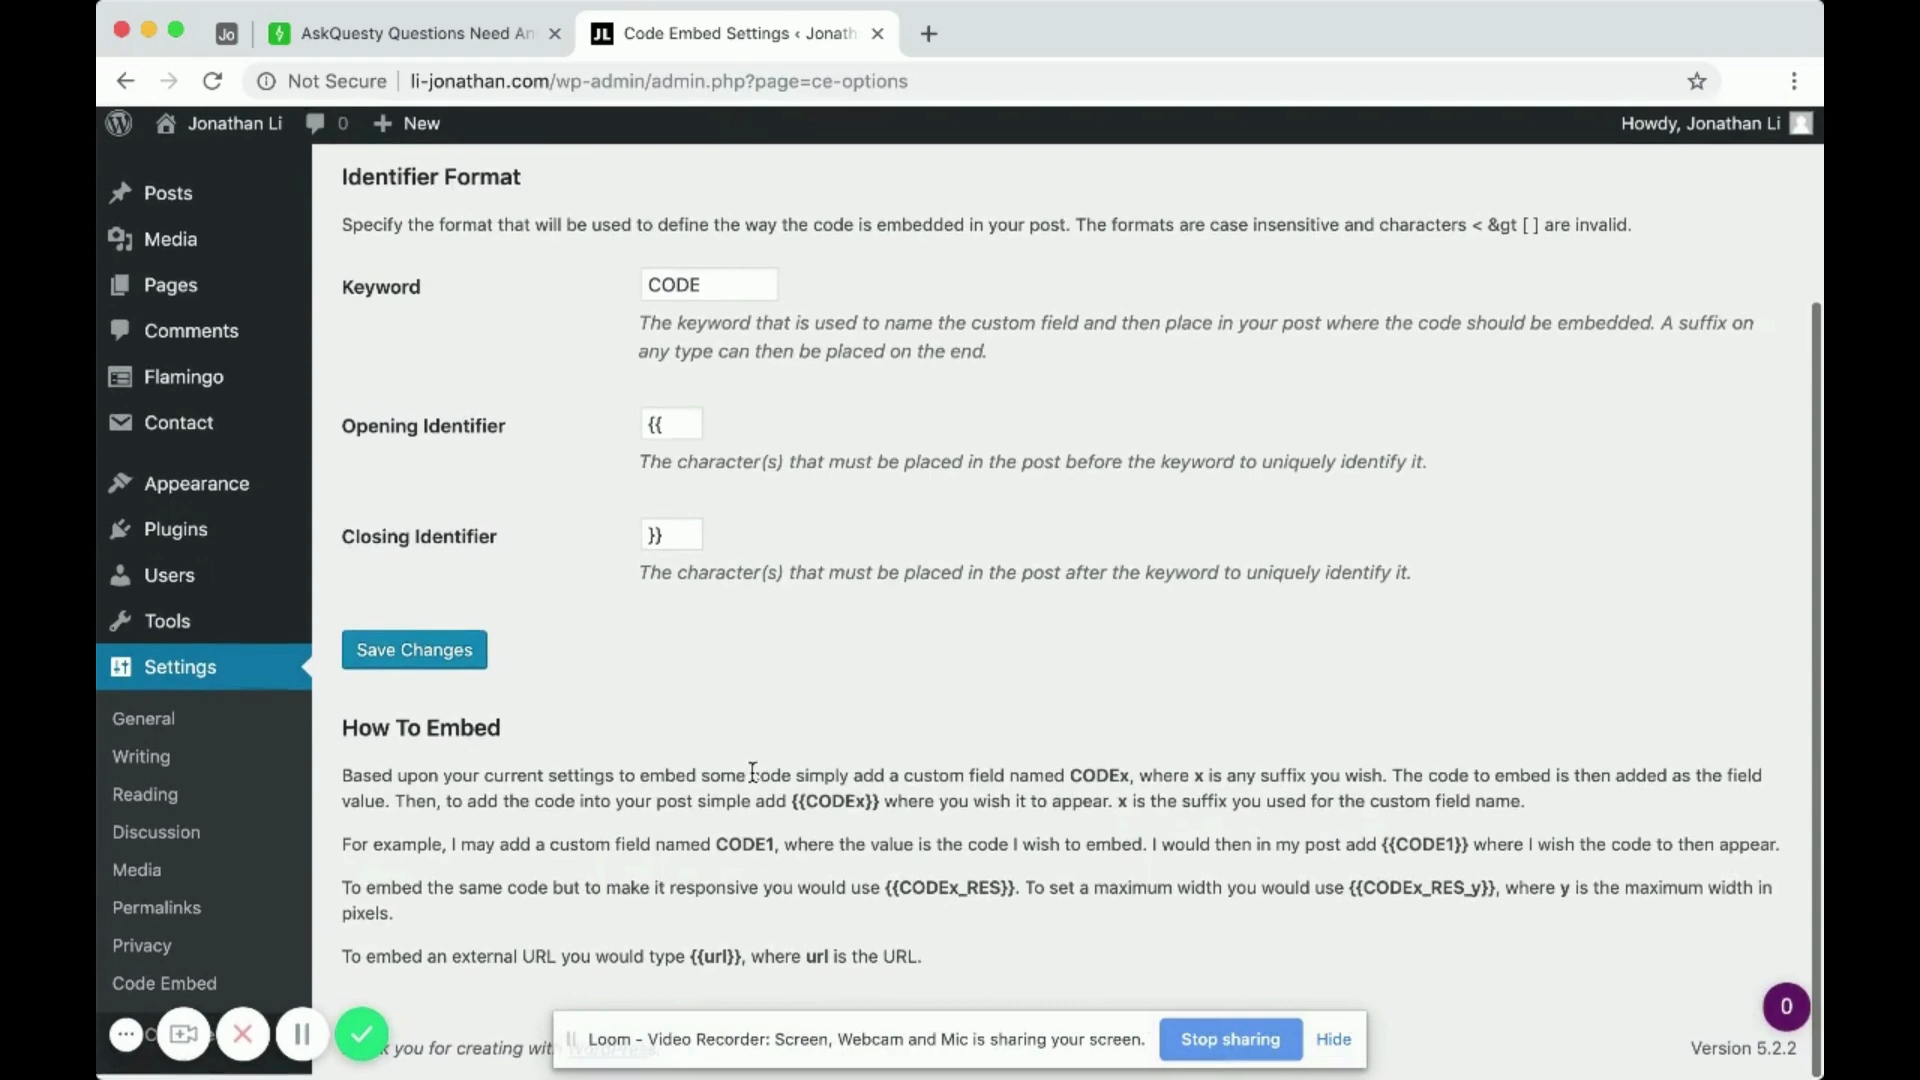 Jo
AskQuesty Questions Need An
JL Code Embed Settings ‹ Jonath
Not Secure | li-jonathan.com/wp-admin/admin.php?page=ce-options
Jonathan Li 0 + New
Howdy, Jonathan Li
Posts
Media
Pages
Comments
Flamingo
Contact
Appearance
Plugins
Users
Tools
Settings
General
Writing
Reading
Discussion
Media
Permalinks
Privacy
Code Embed
Identifier Format
Specify the format that will be used to define the way the code is embedded in your post. The formats are case insensitive and characters < &gt [ ] are invalid.
Keyword
CODE
The keyword that is used to name the custom field and then place in your post where the code should be embedded. A suffix on
any type can then be placed on the end.
Opening Identifier
{{
The character(s) that must be placed in the post before the keyword to uniquely identify it.
Closing Identifier
}}
The character(s) that must be placed in the post after the keyword to uniquely identify it.
Save Changes
How To Embed
Based upon your current settings to embed some code simply add a custom field named CODEx, where x is any suffix you wish. The code to embed is then added as the field
value. Then, to add the code into your post simple add {{CODEx}} where you wish it to appear. x is the suffix you used for the custom field name.
For example, I may add a custom field named CODE1, where the value is the code I wish to embed. I would then in my post add {{CODE1}} where I wish the code to then appear.
To embed the same code but to make it responsive you would use {{CODEx_RES}}. To set a maximum width you would use {{CODEx_RES_y}}, where y is the maximum width in
pixels.
To embed an external URL you would type {{url}}, where url is the URL.
0
you for creating with
Loom - Video Recorder: Screen, Webcam and Mic is sharing your screen.
Stop sharing
Hide
Version 5.2.2